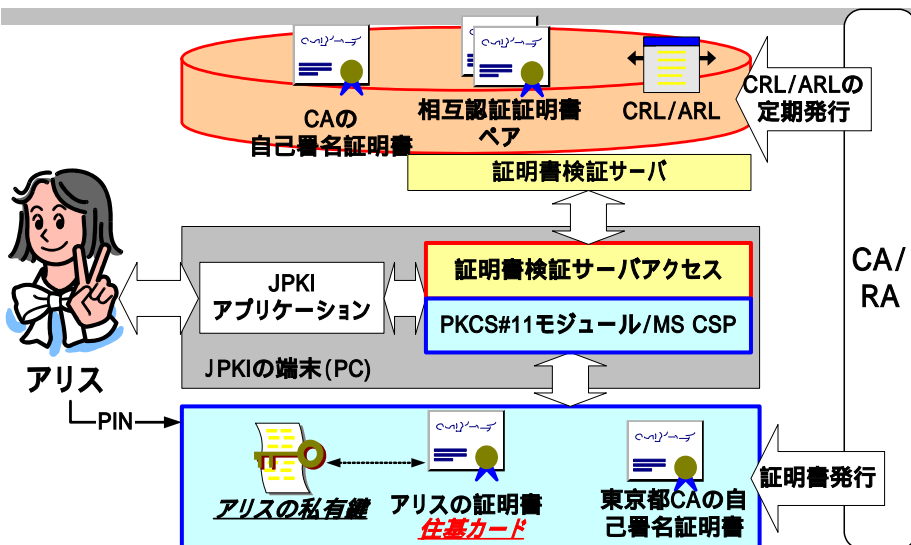 CRL/ARLの
定期発行
CAの
自己署名証明書
相互認証証明書
ペア
CRL/ARL
証明書検証サーバ
CA/
RA
JPKI
アプリケーション
証明書検証サーバアクセス
PKCS#11モジュール/MS CSP
JPKIの端末(PC)
アリス
PIN
アリスの私有鍵
アリスの証明書
住基カード
東京都CAの自
己署名証明書
証明書発行